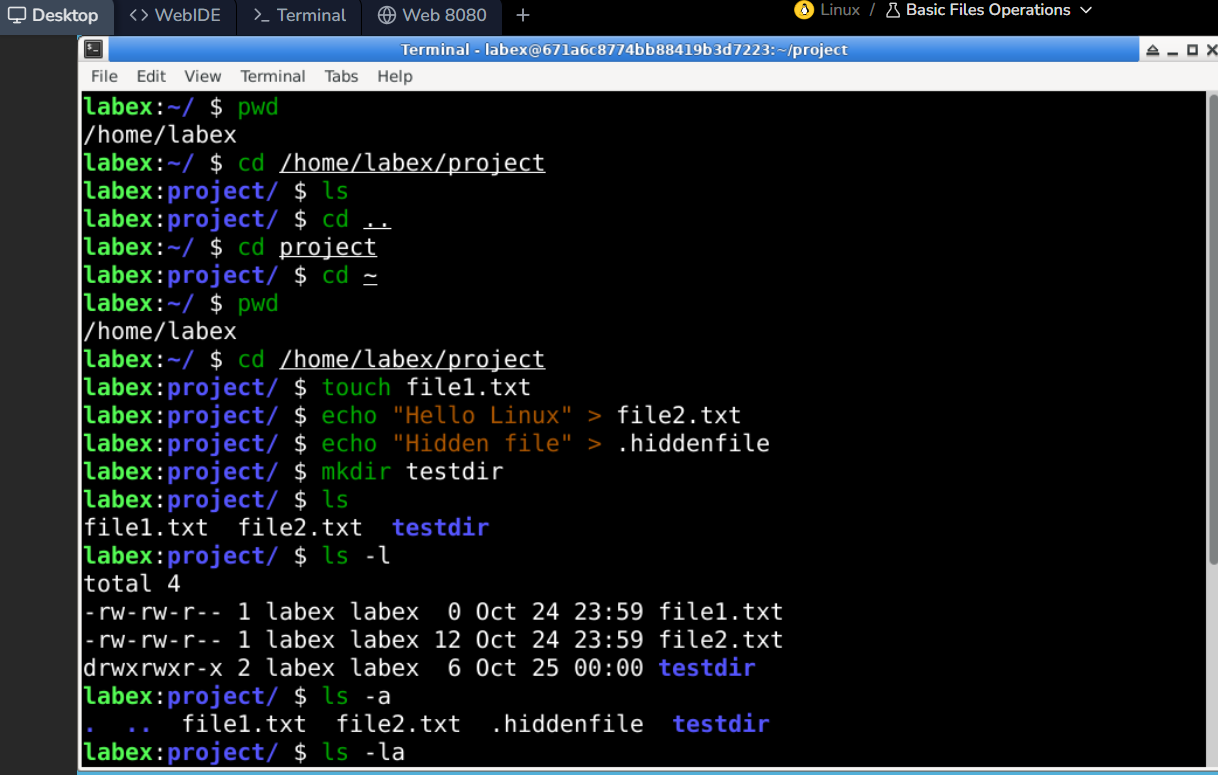 Desktop <> WebIDE >_ Terminal Web 8080 + Linux / Basic Files Operations
Terminal - labex@671a6c8774bb88419b3d7223:~/project
File Edit View Terminal Tabs Help
labex:~/ $ pwd
/home/labex
labex:~/ $ cd /home/labex/project
labex:project/ $ ls
labex:project/ $ cd ..
labex:~/ $ cd project
labex:project/ $ cd ~
labex:~/ $ pwd
/home/labex
labex:~/ $ cd /home/labex/project
labex:project/ $ touch file1.txt
labex:project/ $ echo "Hello Linux" > file2.txt
labex:project/ $ echo "Hidden file" > .hiddenfile
labex:project/ $ mkdir testdir
labex:project/ $ ls
file1.txt  file2.txt  testdir
labex:project/ $ ls -l
total 4
-rw-rw-r-- 1 labex labex  0 Oct 24 23:59 file1.txt
-rw-rw-r-- 1 labex labex 12 Oct 24 23:59 file2.txt
drwxrwxr-x 2 labex labex  6 Oct 25 00:00 testdir
labex:project/ $ ls -a
.  ..  file1.txt  file2.txt  .hiddenfile  testdir
labex:project/ $ ls -la